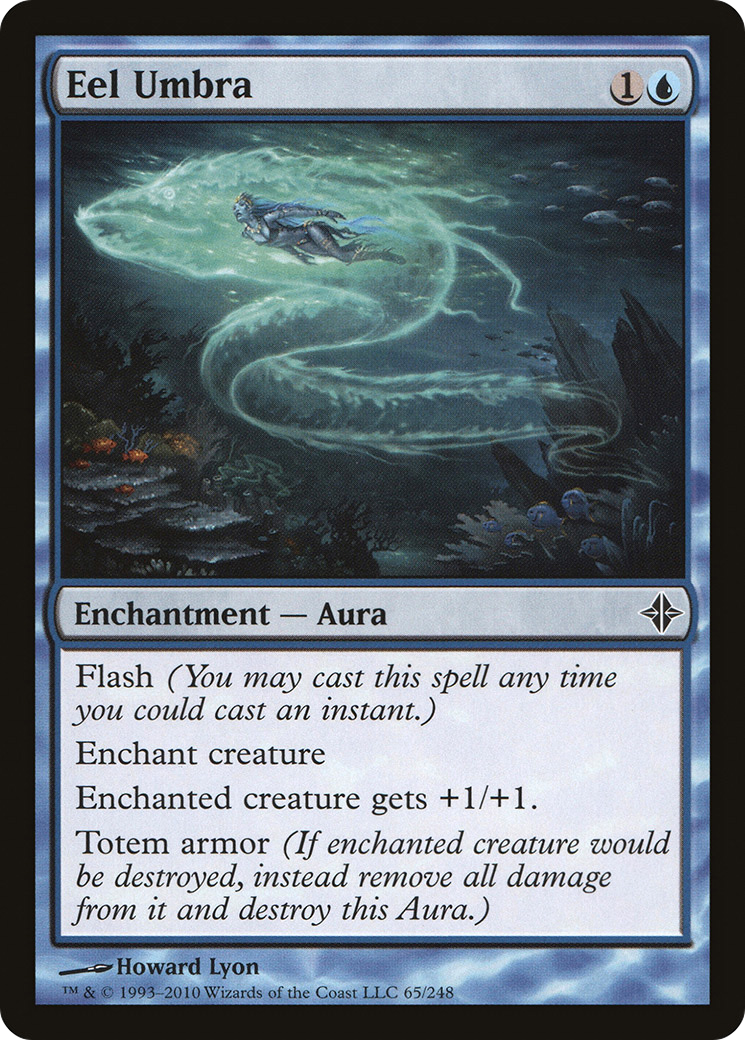 Eel Umbra 1
Enchantment — Aura
Flash (You may cast this spell any time
you could cast an instant.)
Enchant creature
Enchanted creature gets +1/+1.
Totem armor (If enchanted creature would
be destroyed, instead remove all damage
from it and destroy this Aura.)
Howard Lyon
™ & © 1993–2010 Wizards of the Coast LLC 65/248